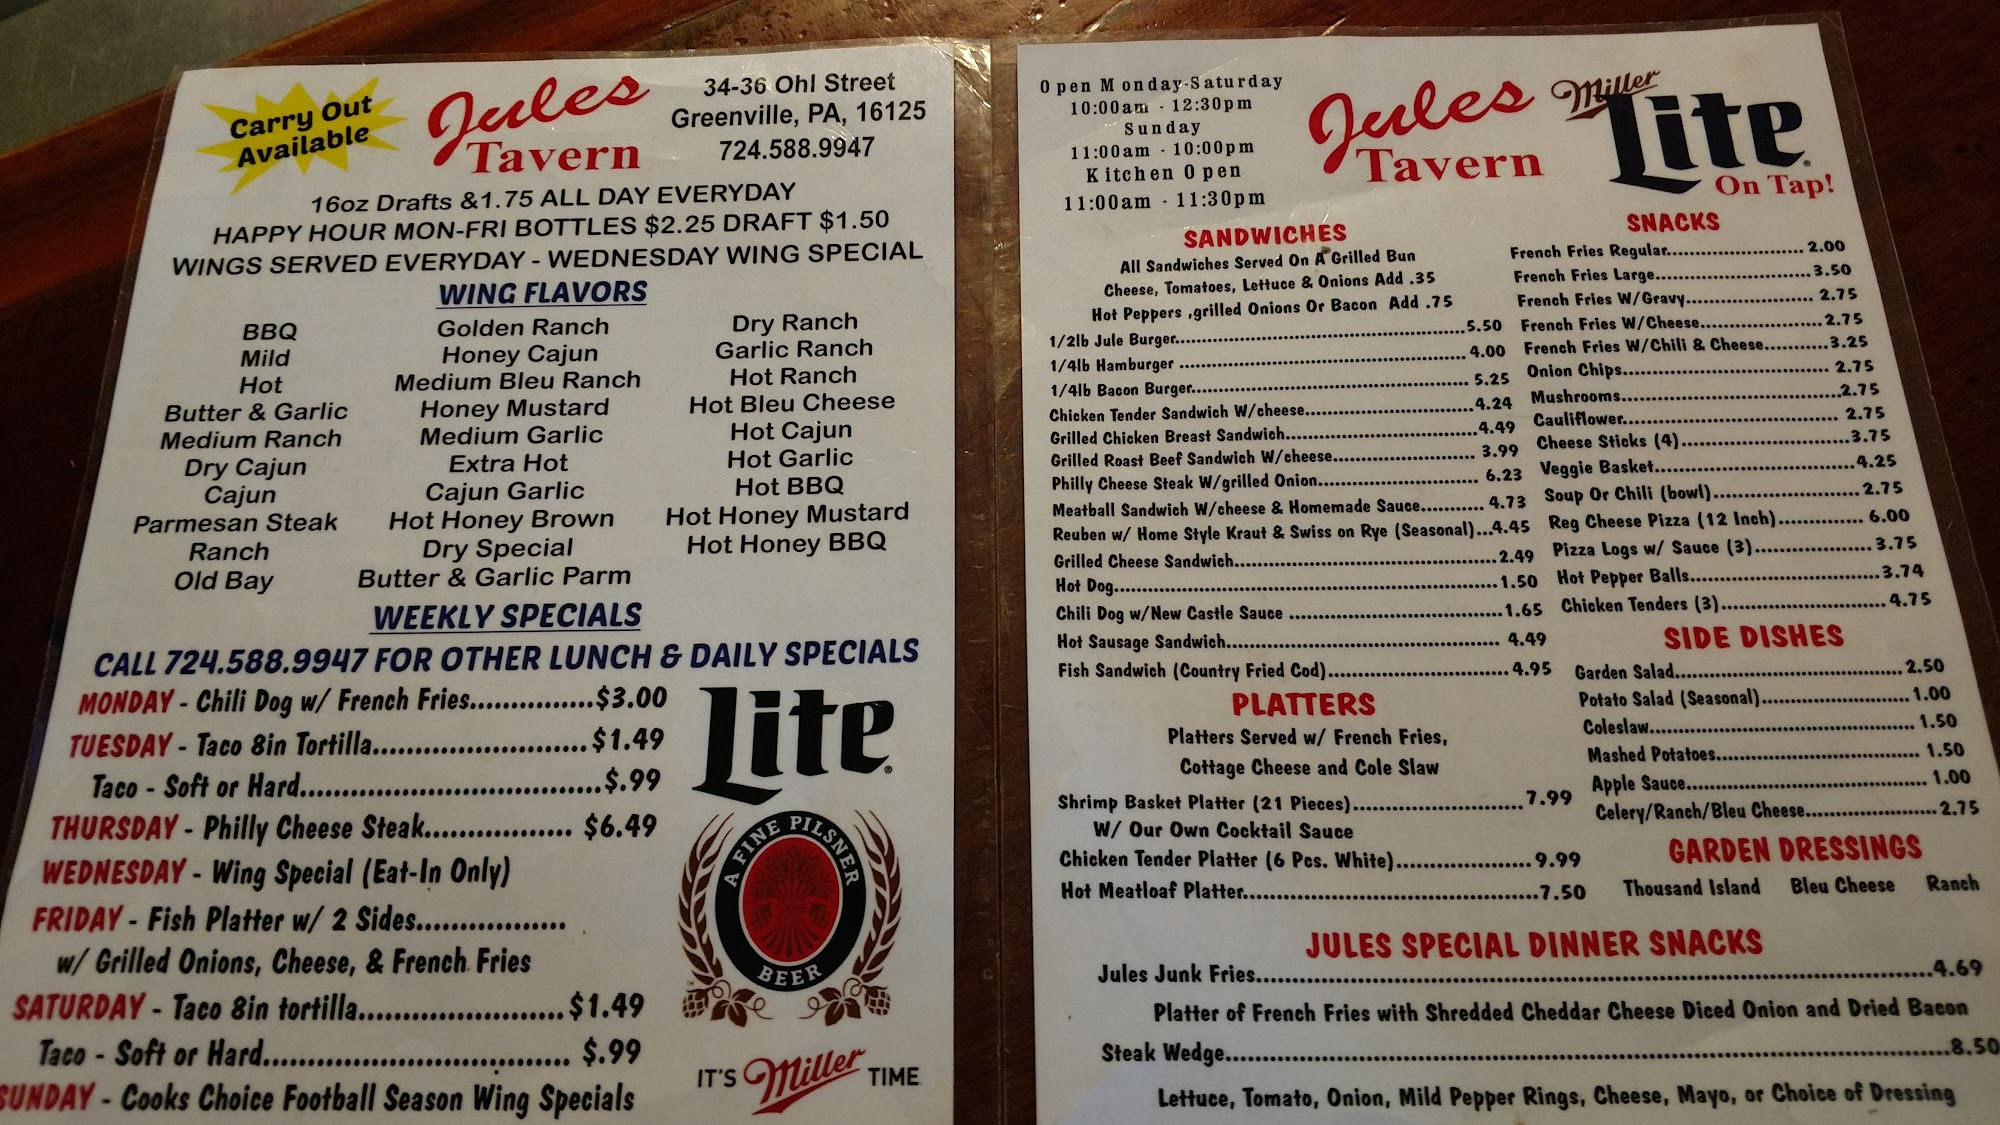 Carry Out
Available
Jules
Tavern
34-36 Ohl Street
Greenville, PA, 16125
724.588.9947
16oz Drafts &1.75 ALL DAY EVERYDAY
HAPPY HOUR MON-FRI BOTTLES $2.25 DRAFT $1.50
WINGS SERVED EVERYDAY - WEDNESDAY WING SPECIAL
WING FLAVORS
BBQ
Mild
Hot
Butter & Garlic
Medium Ranch
Dry Cajun
Cajun
Parmesan Steak
Ranch
Old Bay
Golden Ranch
Honey Cajun
Medium Bleu Ranch
Honey Mustard
Medium Garlic
Extra Hot
Cajun Garlic
Hot Honey Brown
Dry Special
Butter & Garlic Parm
Dry Ranch
Garlic Ranch
Hot Ranch
Hot Bleu Cheese
Hot Cajun
Hot Garlic
Hot BBQ
Hot Honey Mustard
Hot Honey BBQ
WEEKLY SPECIALS
CALL 724.588.9947 FOR OTHER LUNCH & DAILY SPECIALS
MONDAY - Chili Dog w/ French Fries...............$3.00
TUESDAY - Taco 8in Tortilla..........................$1.49
Taco - Soft or Hard.....................................$.99
THURSDAY - Philly Cheese Steak.................. $6.49
WEDNESDAY - Wing Special (Eat-In Only)
FRIDAY - Fish Platter w/ 2 Sides..................
w/ Grilled Onions, Cheese, & French Fries
SATURDAY - Taco 8in tortilla.........................$1.49
Taco - Soft or Hard...................................... $.99
SUNDAY - Cooks Choice Football Season Wing Specials
Lite
A FINE PILSNER
BEER
IT'S Miller TIME
Open Monday-Saturday
10:00am - 12:30pm
Sunday
11:00am - 10:00pm
Kitchen Open
11:00am - 11:30pm
Jules
Tavern
Miller
Lite
On Tap!
SANDWICHES
All Sandwiches Served On A Grilled Bun
Cheese, Tomatoes, Lettuce & Onions Add .35
Hot Peppers ,grilled Onions Or Bacon Add .75
1/2lb Jule Burger..........................................5.50
1/4lb Hamburger .......................................... 4.00
1/4lb Bacon Burger........................................ 5.25
Chicken Tender Sandwich W/cheese.........................4.24
Grilled Chicken Breast Sandwich............................4.49
Grilled Roast Beef Sandwich W/cheese..................... 3.99
Philly Cheese Steak W/grilled Onion........................ 6.23
Meatball Sandwich W/cheese & Homemade Sauce........... 4.73
Reuben w/ Home Style Kraut & Swiss on Rye (Seasonal)...4.45
Grilled Cheese Sandwich.....................................2.49
Hot Dog.....................................................1.50
Chili Dog w/New Castle Sauce ..............................1.65
Hot Sausage Sandwich...................................... 4.49
Fish Sandwich (Country Fried Cod)..........................4.95
PLATTERS
Platters Served w/ French Fries,
Cottage Cheese and Cole Slaw
Shrimp Basket Platter (21 Pieces)........................7.99
W/ Our Own Cocktail Sauce
Chicken Tender Platter (6 Pcs. White)...................9.99
Hot Meatloaf Platter.......................................7.50
SNACKS
French Fries Regular........................ 2.00
French Fries Large...........................3.50
French Fries W/Gravy...................... 2.75
French Fries W/Cheese.....................2.75
French Fries W/Chili & Cheese...........3.25
Onion Chips................................... 2.75
Mushrooms.....................................2.75
Cauliflower..................................... 2.75
Cheese Sticks (4).............................3.75
Veggie Basket..................................4.25
Soup Or Chili (bowl)........................2.75
Reg Cheese Pizza (12 Inch).............. 6.00
Pizza Logs w/ Sauce (3)....................3.75
Hot Pepper Balls................................3.74
Chicken Tenders (3)............................4.75
SIDE DISHES
Garden Salad....................................2.50
Potato Salad (Seasonal).......................1.00
Coleslaw......................................... 1.50
Mashed Potatoes................................ 1.50
Apple Sauce..................................... 1.00
Celery/Ranch/Bleu Cheese...................2.75
GARDEN DRESSINGS
Thousand Island Bleu Cheese Ranch
JULES SPECIAL DINNER SNACKS
Jules Junk Fries...............................................................4.69
Platter of French Fries with Shredded Cheddar Cheese Diced Onion and Dried Bacon
Steak Wedge....................................................................8.50
Lettuce, Tomato, Onion, Mild Pepper Rings, Cheese, Mayo, or Choice of Dressing